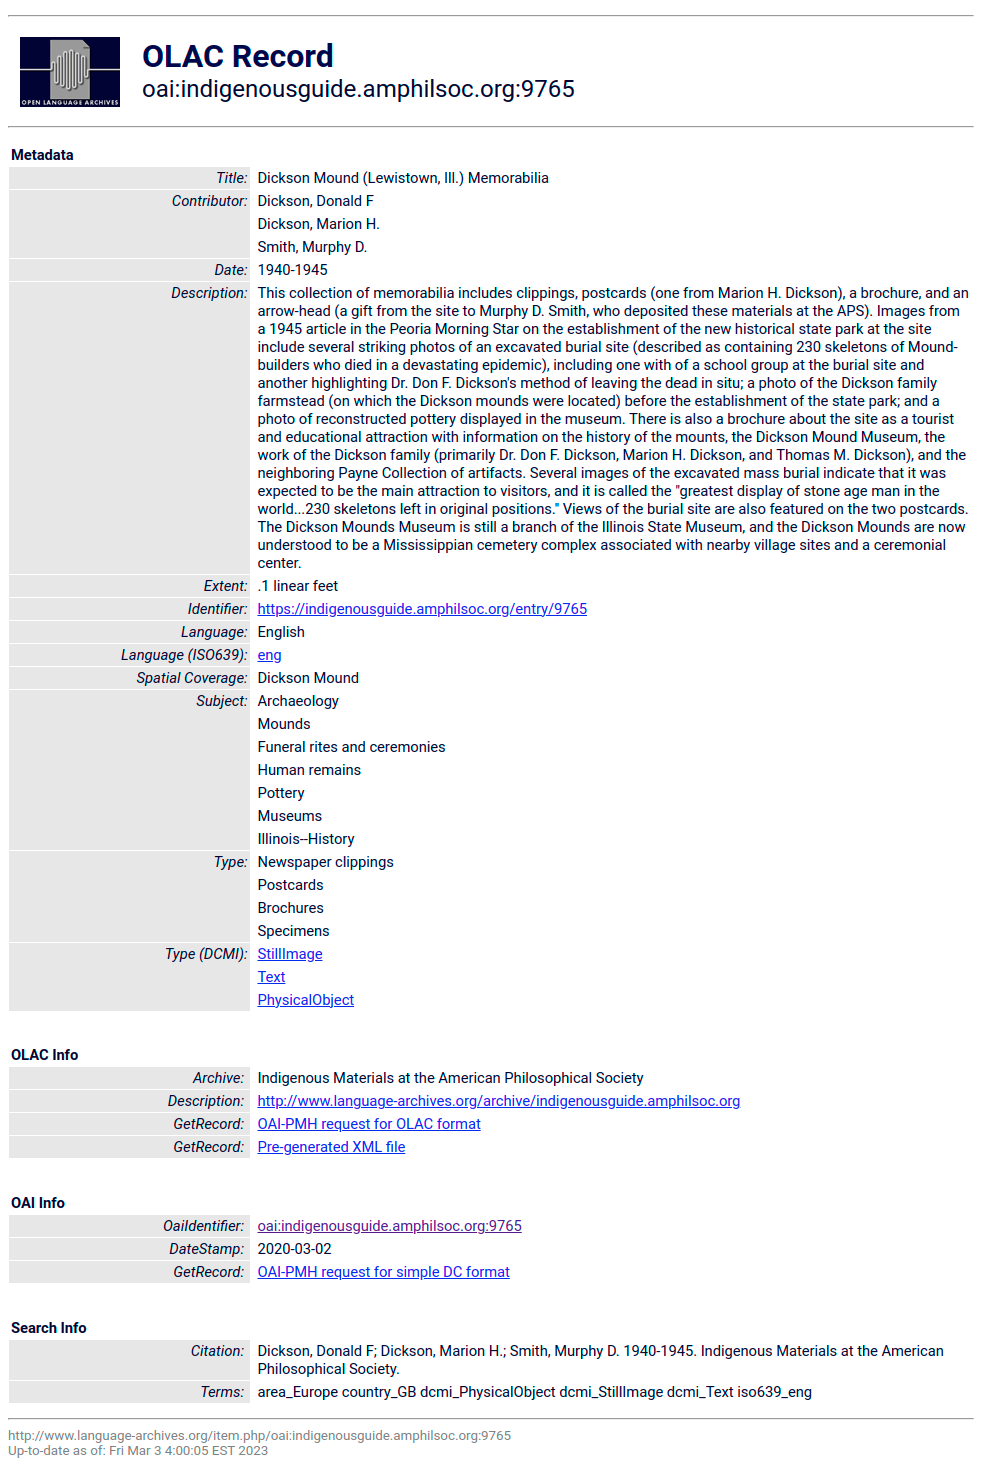 OPEN LANGUAGE ARCHIVES
OLAC Record
oai:indigenousguide.amphilsoc.org:9765
Metadata
Title: Dickson Mound (Lewistown, Ill.) Memorabilia
Contributor: Dickson, Donald F
Dickson, Marion H.
Smith, Murphy D.
Date: 1940-1945
Description: This collection of memorabilia includes clippings, postcards (one from Marion H. Dickson), a brochure, and an
arrow-head (a gift from the site to Murphy D. Smith, who deposited these materials at the APS). Images from
a 1945 article in the Peoria Morning Star on the establishment of the new historical state park at the site
include several striking photos of an excavated burial site (described as containing 230 skeletons of Mound-
builders who died in a devastating epidemic), including one with of a school group at the burial site and
another highlighting Dr. Don F. Dickson's method of leaving the dead in situ; a photo of the Dickson family
farmstead (on which the Dickson mounds were located) before the establishment of the state park; and a
photo of reconstructed pottery displayed in the museum. There is also a brochure about the site as a tourist
and educational attraction with information on the history of the mounts, the Dickson Mound Museum, the
work of the Dickson family (primarily Dr. Don F. Dickson, Marion H. Dickson, and Thomas M. Dickson), and the
neighboring Payne Collection of artifacts. Several images of the excavated mass burial indicate that it was
expected to be the main attraction to visitors, and it is called the "greatest display of stone age man in the
world...230 skeletons left in original positions." Views of the burial site are also featured on the two postcards.
The Dickson Mounds Museum is still a branch of the Illinois State Museum, and the Dickson Mounds are now
understood to be a Mississippian cemetery complex associated with nearby village sites and a ceremonial
center.
Extent: .1 linear feet
Identifier: https://indigenousguide.amphilsoc.org/entry/9765
Language: English
Language (ISO639): eng
Spatial Coverage: Dickson Mound
Subject: Archaeology
Mounds
Funeral rites and ceremonies
Human remains
Pottery
Museums
Illinois--History
Type: Newspaper clippings
Postcards
Brochures
Specimens
Type (DCMI): StillImage
Text
PhysicalObject
OLAC Info
Archive: Indigenous Materials at the American Philosophical Society
Description: http://www.language-archives.org/archive/indigenousguide.amphilsoc.org
GetRecord: OAI-PMH request for OLAC format
GetRecord: Pre-generated XML file
OAI Info
OaiIdentifier: oai:indigenousguide.amphilsoc.org:9765
DateStamp: 2020-03-02
GetRecord: OAI-PMH request for simple DC format
Search Info
Citation: Dickson, Donald F; Dickson, Marion H.; Smith, Murphy D. 1940-1945. Indigenous Materials at the American
Philosophical Society.
Terms: area_Europe country_GB dcmi_PhysicalObject dcmi_StillImage dcmi_Text iso639_eng
http://www.language-archives.org/item.php/oai:indigenousguide.amphilsoc.org:9765
Up-to-date as of: Fri Mar 3 4:00:05 EST 2023